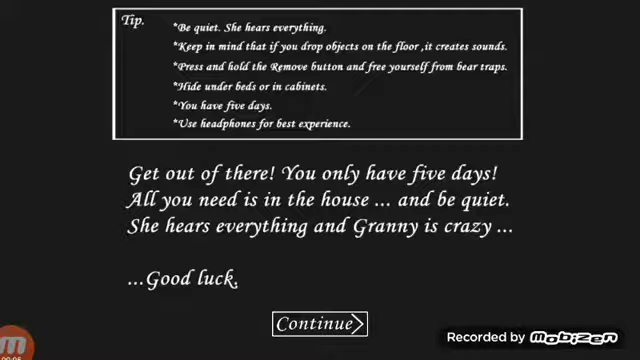 Tip.
*Be quiet. She hears everything.
*Keep in mind that if you drop objects on the floor ,it creates sounds.
*Press and hold the Remove button and free yourself from bear traps.
*Hide under beds or in cabinets.
*You have five days.
*Use headphones for best experience.
Get out of there! You only have five days!
All you need is in the house ... and be quiet.
She hears everything and Granny is crazy ...
...Good luck.
Continue
Recorded by mobizen